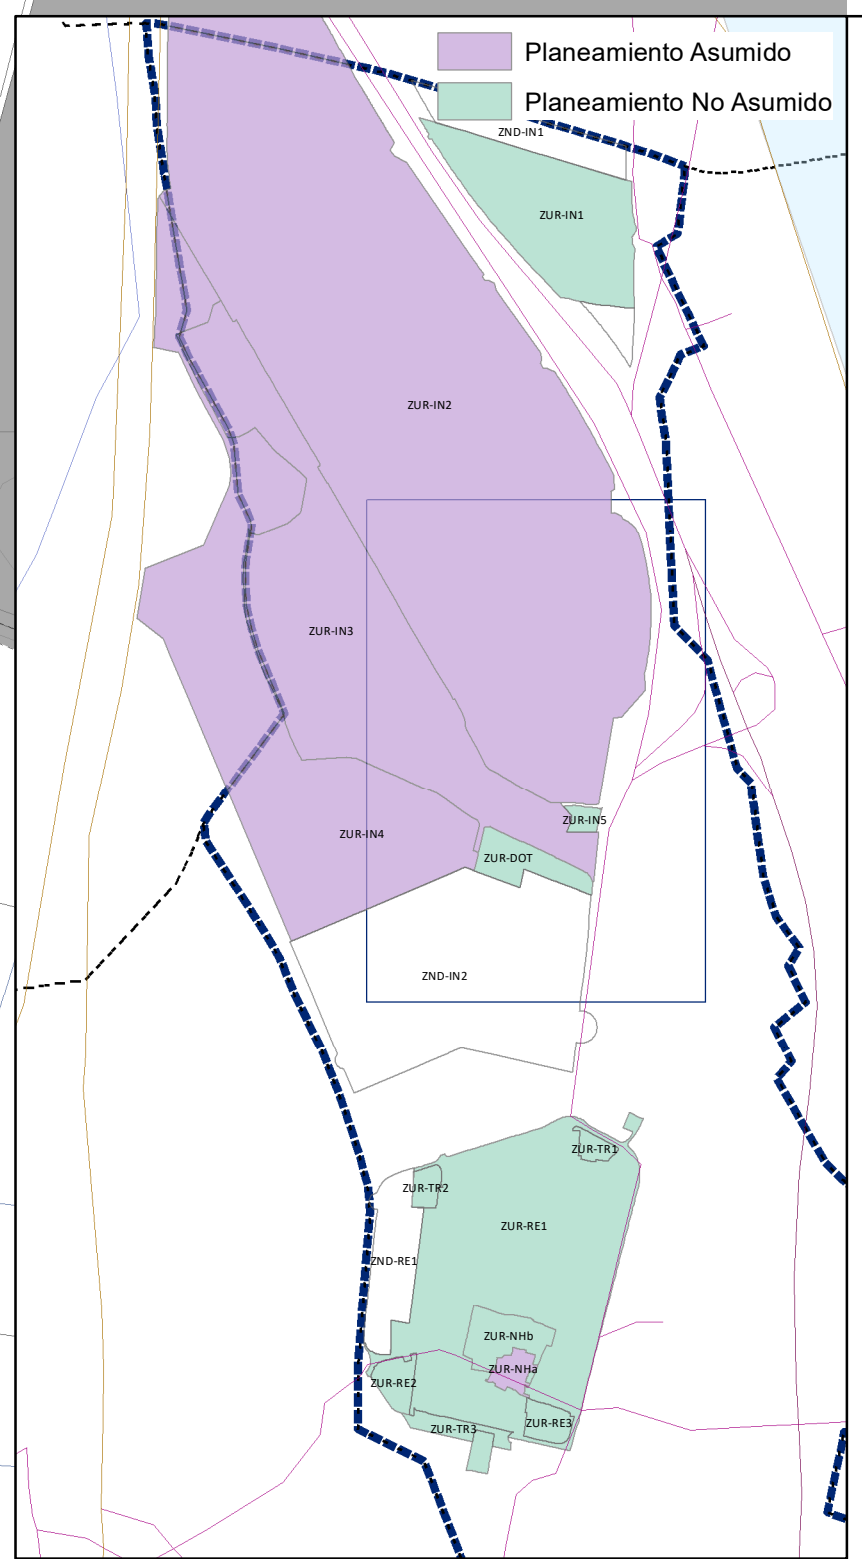 Planeamiento Asumido
Planeamiento No Asumido
ZND-IN1
ZUR-IN1
ZUR-IN2
ZUR-IN3
ZUR-IN5
ZUR-IN4
ZUR-DOT
ZND-IN2
ZUR-TR1
ZUR-TR2
ZUR-RE1
ZND-RE1
ZUR-NHb
ZUR-NHa
ZUR-RE2
ZUR-RE3
ZUR-TR3